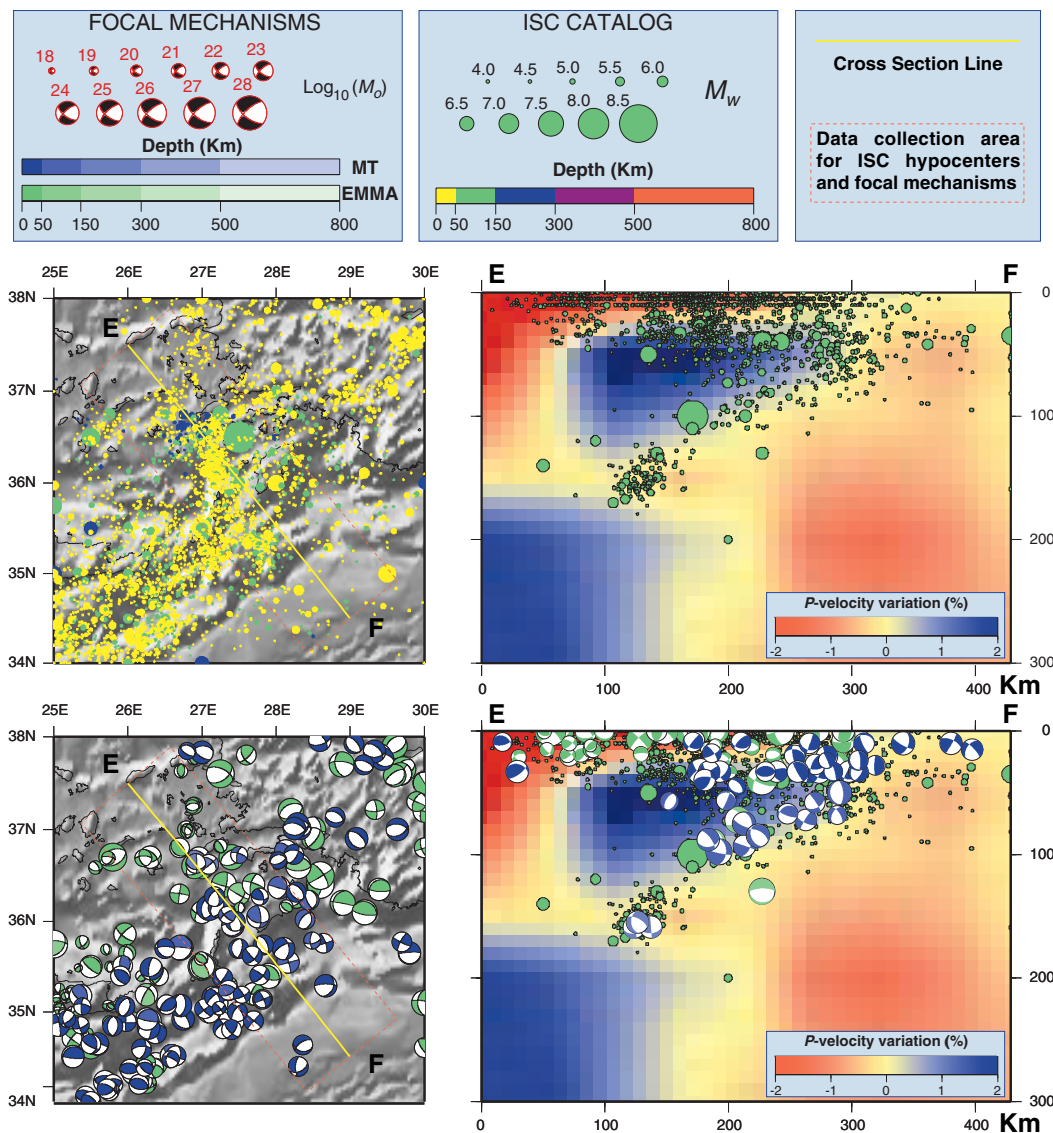 FOCAL MECHANISMS
18 19 20 21 22 23
24 25 26 27 28
Log10 (Mo)
Depth (Km)
MT
EMMA
0 50 150 300 500 800
ISC CATALOG
4.0 4.5 5.0 5.5 6.0
6.5 7.0 7.5 8.0 8.5
Mw
Depth (Km)
0 50 150 300 500 800
Cross Section Line
Data collection area
for ISC hypocenters
and focal mechanisms
25E 26E 27E 28E 29E 30E
38N
37N
36N
35N
34N
E
F
E F
0
100
200
300
P-velocity variation (%)
-2 -1 0 1 2
0 100 200 300 400 Km
25E 26E 27E 28E 29E 30E
38N
37N
36N
35N
34N
E
F
E F
0
100
200
300
P-velocity variation (%)
-2 -1 0 1 2
0 100 200 300 400 Km